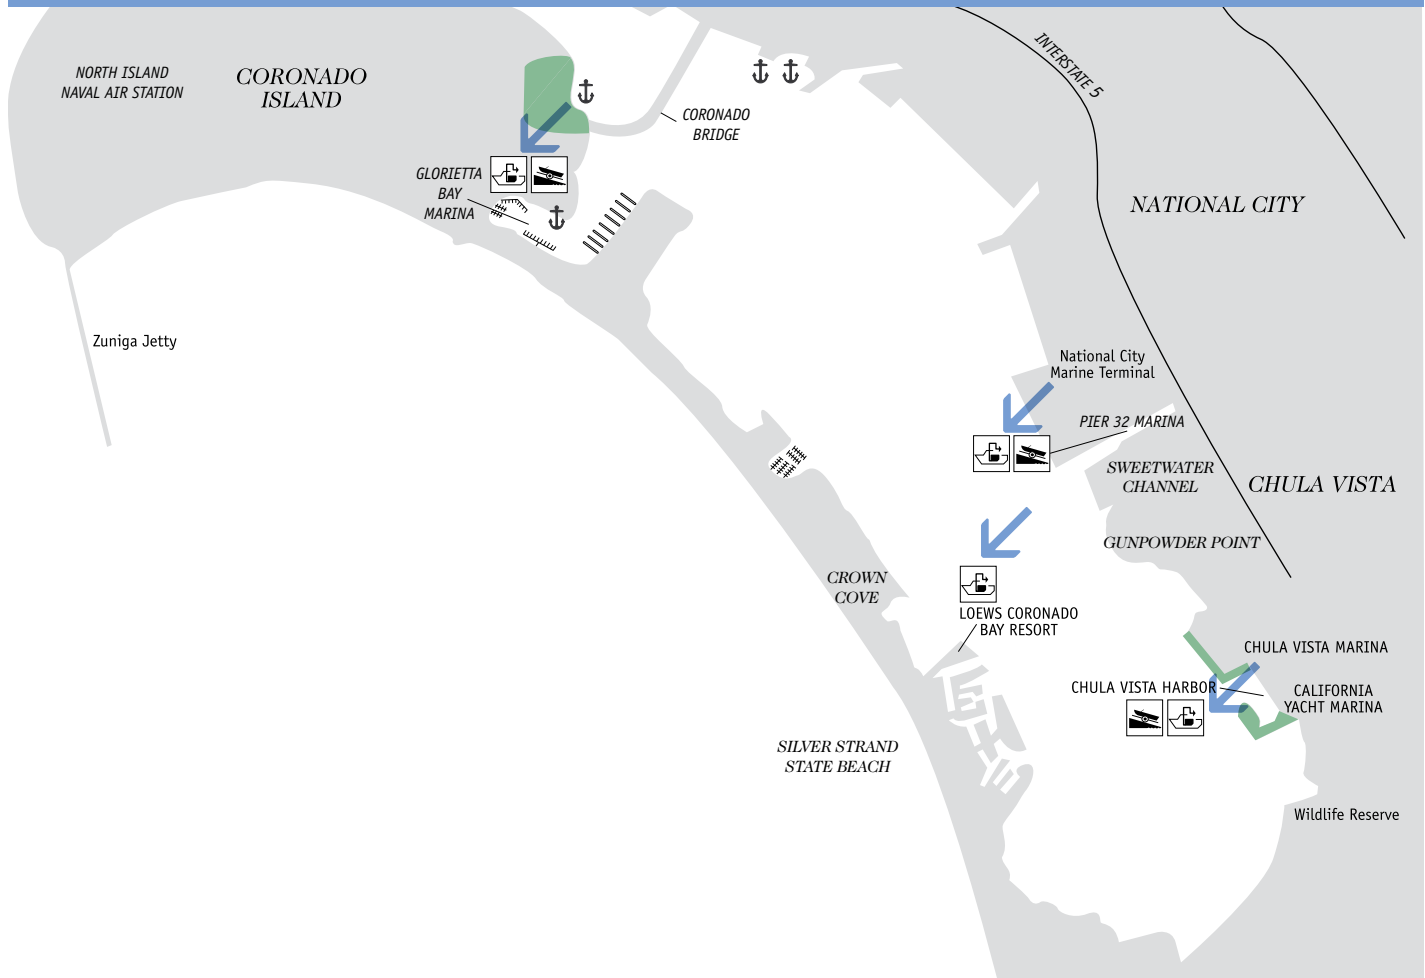 INTERSTATE 5
NORTH ISLAND
NAVAL AIR STATION
CORONADO
ISLAND
CORONADO
BRIDGE
GLORIETTA
BAY
MARINA
NATIONAL CITY
Zuniga Jetty
National City
Marine Terminal
PIER 32 MARINA
SWEETWATER
CHANNEL
CHULA VISTA
GUNPOWDER POINT
CROWN
COVE
LOEWS CORONADO
BAY RESORT
CHULA VISTA MARINA
CHULA VISTA HARBOR
CALIFORNIA
YACHT MARINA
SILVER STRAND
STATE BEACH
Wildlife Reserve